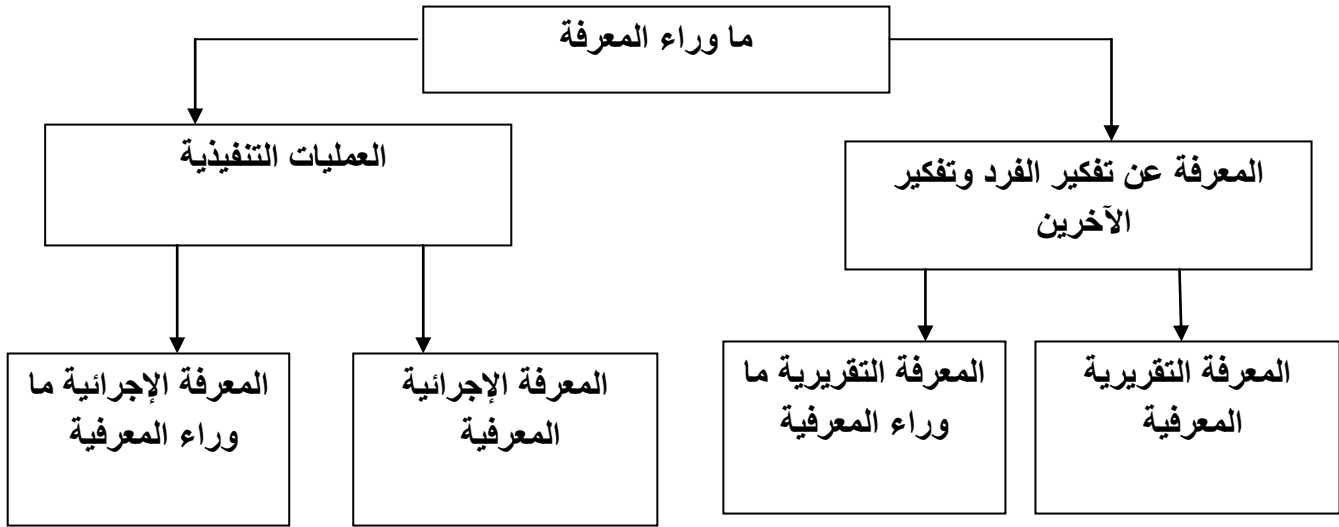 ما وراء المعرفة
المعرفة عن تفكير الفرد وتفكير
الآخرين
العمليات التنفيذية
المعرفة التقريرية
المعرفية
المعرفة التقريرية ما
وراء المعرفية
المعرفة الإجرائية
المعرفية
المعرفة الإجرائية ما
وراء المعرفية